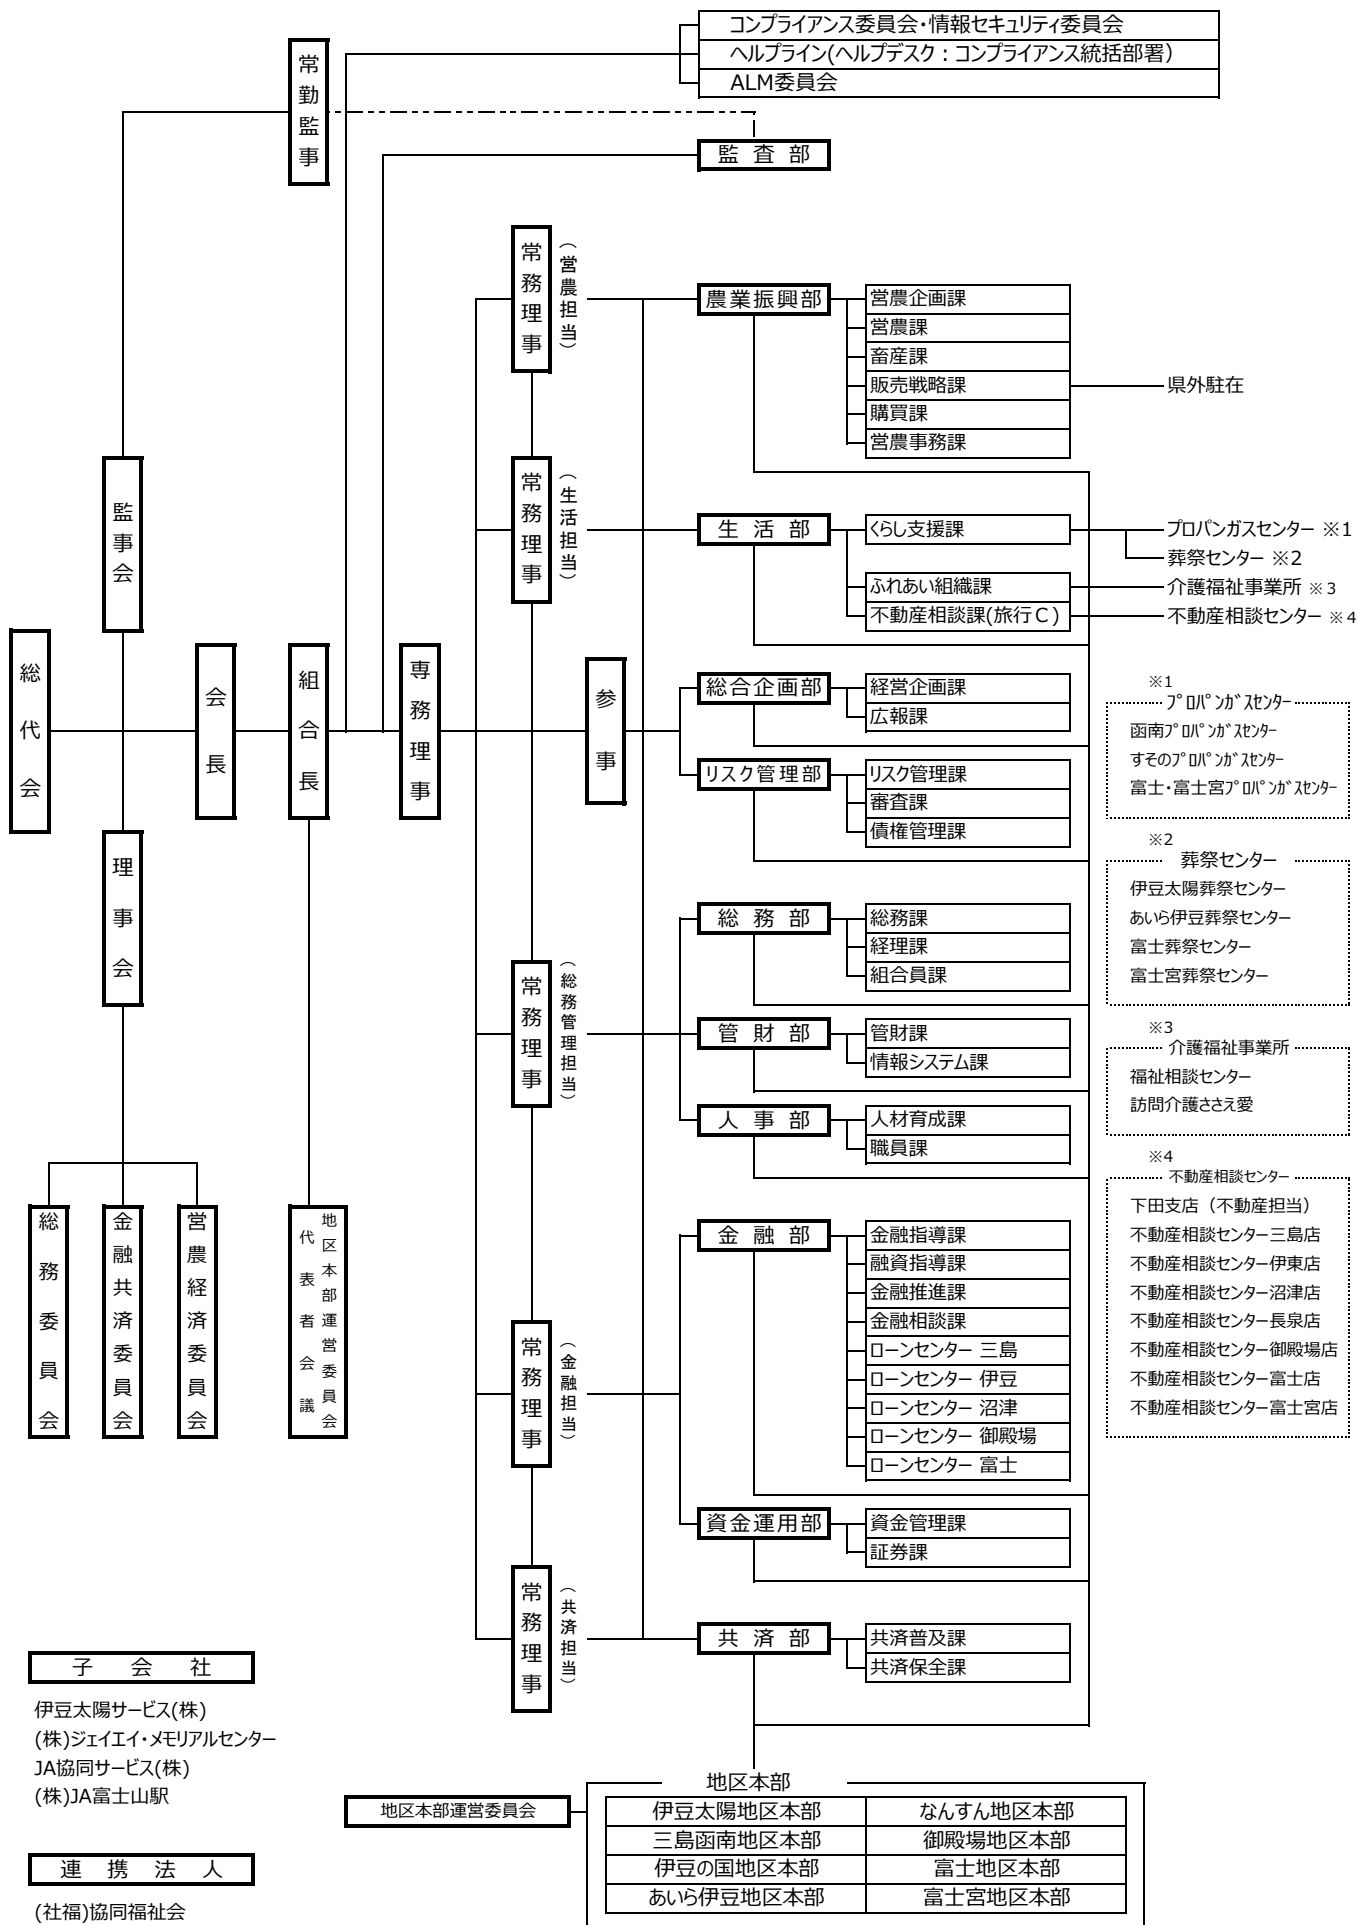 コンプライアンス委員会・情報セキュリティ委員会
ヘルプライン(ヘルプデスク：コンプライアンス統括部署)
ALM委員会
常勤監事
監査部
常務理事
（営農担当）
農業振興部
営農企画課
営農課
畜産課
販売戦略課
県外駐在
購買課
営農事務課
監事会
常務理事
（生活担当）
生活部
くらし支援課
プロパンガスセンター ※1
葬祭センター ※2
ふれあい組織課
介護福祉事業所 ※3
不動産相談課(旅行C)
不動産相談センター ※4
総代会
会長
組合長
専務理事
参事
総合企画部
経営企画課
広報課
リスク管理部
リスク管理課
審査課
債権管理課
※1
ﾌﾟﾛﾊﾟﾝｶﾞｽｾﾝﾀｰ
函南ﾌﾟﾛﾊﾟﾝｶﾞｽｾﾝﾀｰ
すそのﾌﾟﾛﾊﾟﾝｶﾞｽｾﾝﾀｰ
富士・富士宮ﾌﾟﾛﾊﾟﾝｶﾞｽｾﾝﾀｰ
理事会
常務理事
（総務管理担当）
総務部
総務課
経理課
組合員課
管財部
管財課
情報システム課
人事部
人材育成課
職員課
※2
葬祭センター
伊豆太陽葬祭センター
あいら伊豆葬祭センター
富士葬祭センター
富士宮葬祭センター
※3
介護福祉事業所
福祉相談センター
訪問介護ささえ愛
※4
不動産相談センター
下田支店（不動産担当）
不動産相談センター三島店
不動産相談センター伊東店
不動産相談センター沼津店
不動産相談センター長泉店
不動産相談センター御殿場店
不動産相談センター富士店
不動産相談センター富士宮店
総務委員会
金融共済委員会
営農経済委員会
地区本部運営委員会
代表者会議
常務理事
（金融担当）
金融部
金融指導課
融資指導課
金融推進課
金融相談課
ローンセンター 三島
ローンセンター 伊豆
ローンセンター 沼津
ローンセンター 御殿場
ローンセンター 富士
資金運用部
資金管理課
証券課
常務理事
（共済担当）
共済部
共済普及課
共済保全課
子会社
伊豆太陽サービス(株)
(株)ジェイエイ・メモリアルセンター
JA協同サービス(株)
(株)JA富士山駅
連携法人
(社福)協同福祉会
地区本部運営委員会
地区本部
伊豆太陽地区本部
なんすん地区本部
三島函南地区本部
御殿場地区本部
伊豆の国地区本部
富士地区本部
あいら伊豆地区本部
富士宮地区本部